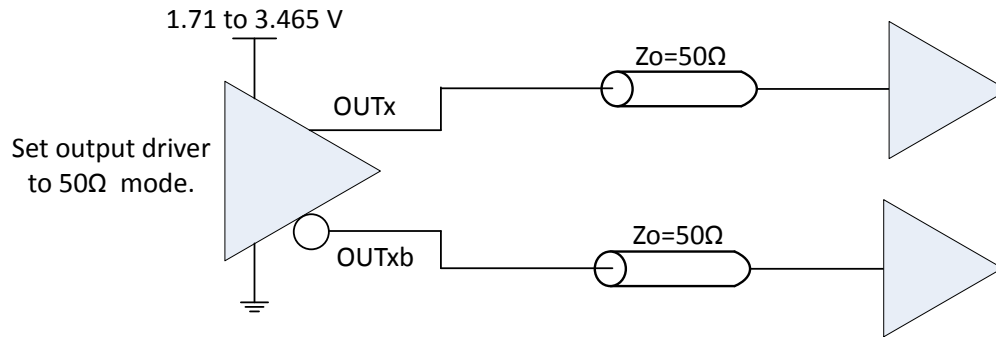 1.71 to 3.465 V
Zo=50Ω
OUTx
Set output driver
to 50Ω mode.
Zo=50Ω
OUTxb